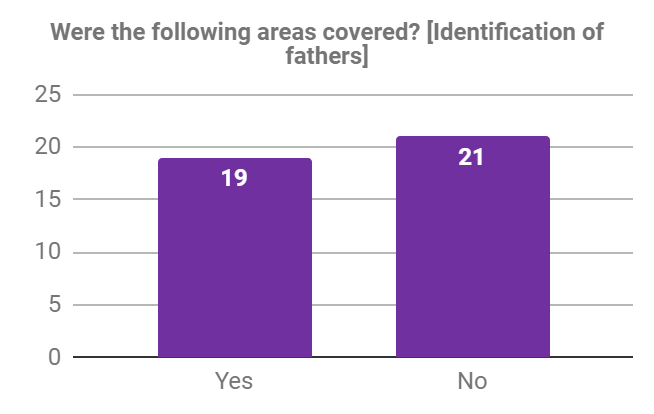 Were the following areas covered? [Identification of
fathers]
25
20
15
10
5
0
19
21
Yes
No